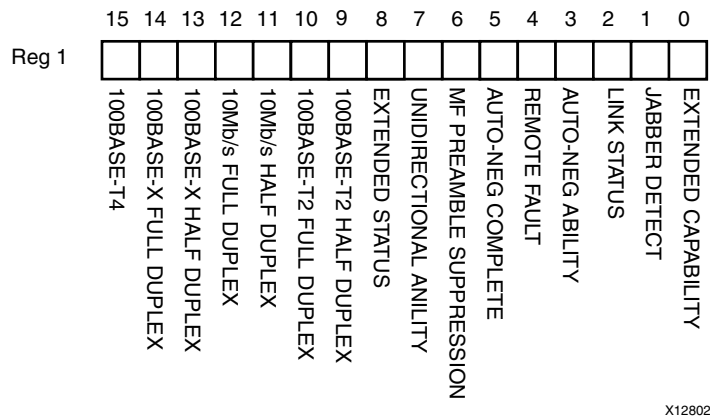 15 14 13 12 11 10 9 8 7 6 5 4 3 2 1 0
Reg 1
100BASE-T4
100BASE-X FULL DUPLEX
100BASE-X HALF DUPLEX
10Mb/s FULL DUPLEX
10Mb/s HALF DUPLEX
100BASE-T2 FULL DUPLEX
100BASE-T2 HALF DUPLEX
EXTENDED STATUS
UNIDIRECTIONAL ANILITY
MF PREAMBLE SUPPRESSION
AUTO-NEG COMPLETE
REMOTE FAULT
AUTO-NEG ABILITY
LINK STATUS
JABBER DETECT
EXTENDED CAPABILITY
X12802